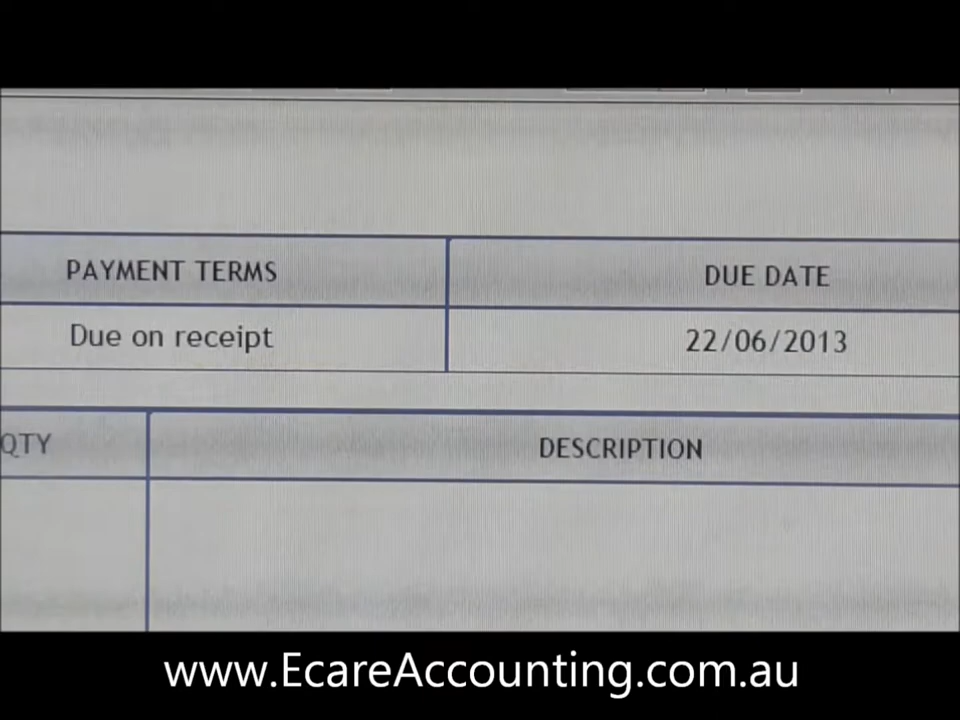 PAYMENT TERMS DUE DATE
Due on receipt 22/06/2013
QTY DESCRIPTION
www.EcareAccounting.com.au